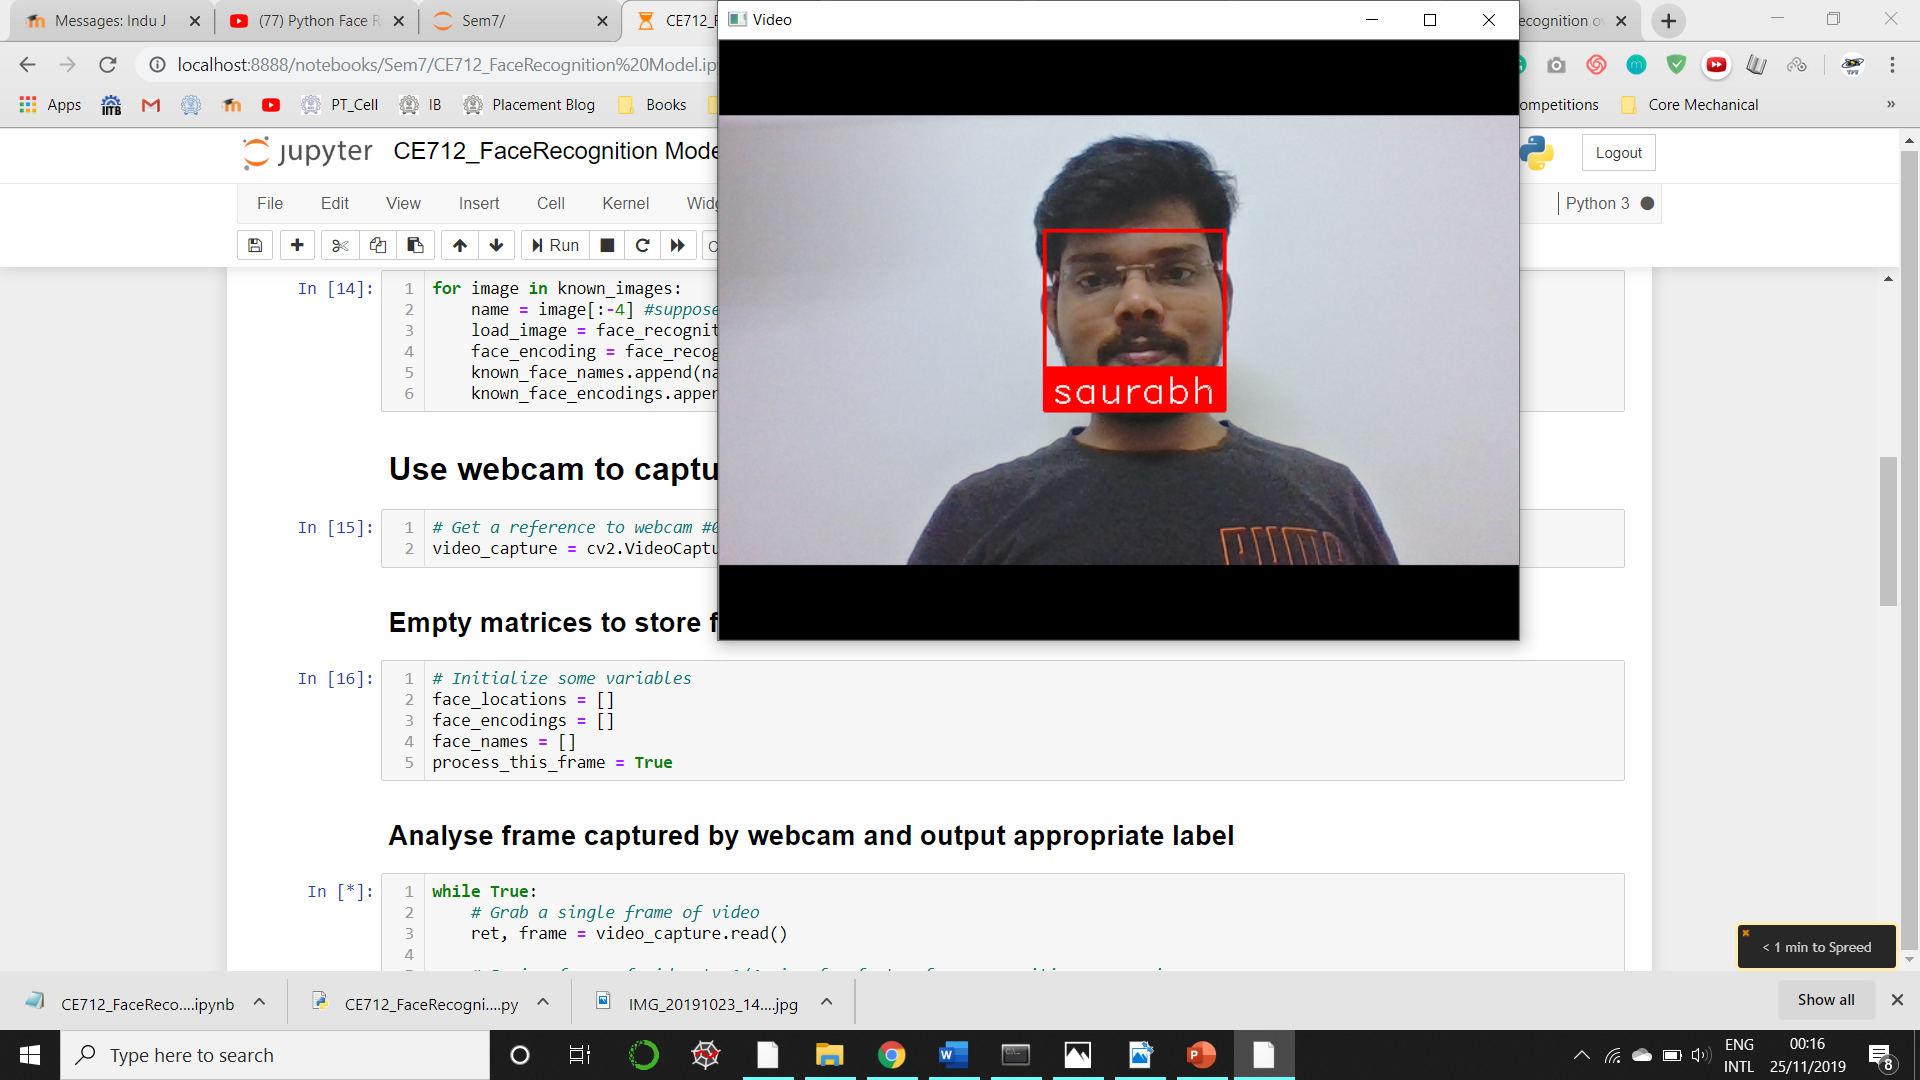 Messages: Indu J
(77) Python Face R
Sem7/
CE712_F
Video
ecognition o
localhost:8888/notebooks/Sem7/CE712_FaceRecognition%20Model.ip
Apps
IITB
PT_Cell
IB
Placement Blog
Books
ompetitions
Core Mechanical
»
jupyter
CE712_FaceRecognition Mode
Logout
File
Edit
View
Insert
Cell
Kernel
Widg
Python 3
Run
C
In [14]:
1 for image in known_images:
2 name = image[:-4] #suppose
3 load_image = face_recognit
4 face_encoding = face_recog
5 known_face_names.append(na
6 known_face_encodings.apper
saurabh
PUMA
Use webcam to captu
In [15]:
1 # Get a reference to webcam #0
2 video_capture = cv2.VideoCaptu
Empty matrices to store f
In [16]:
1 # Initialize some variables
2 face_locations = []
3 face_encodings = []
4 face_names = []
5 process_this_frame = True
Analyse frame captured by webcam and output appropriate label
In [*]:
1 while True:
2 # Grab a single frame of video
3 ret, frame = video_capture.read()
4
< 1 min to Spreed
CE712_FaceReco....ipynb
CE712_FaceRecogni....py
IMG_20191023_14....jpg
Show all
Type here to search
ENG
INTL
00:16
25/11/2019
8